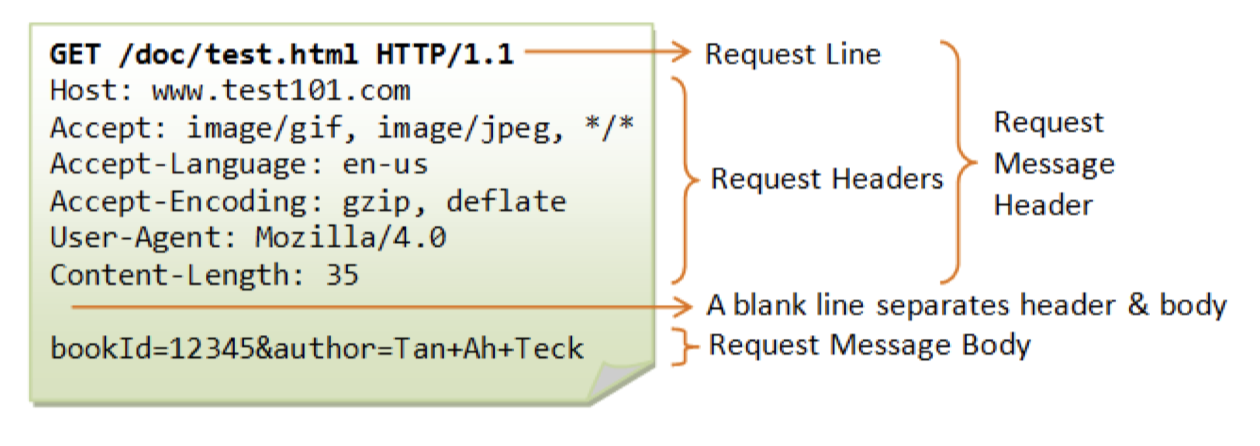 GET /doc/test.html HTTP/1.1
Request Line
Host: www.test101.com
Accept: image/gif, image/jpeg, */*
Accept-Language: en-us
Accept-Encoding: gzip, deflate
User-Agent: Mozilla/4.0
Content-Length: 35
Request Headers
Request
Message
Header
A blank line separates header & body
bookId=12345&author=Tan+Ah+Teck
Request Message Body